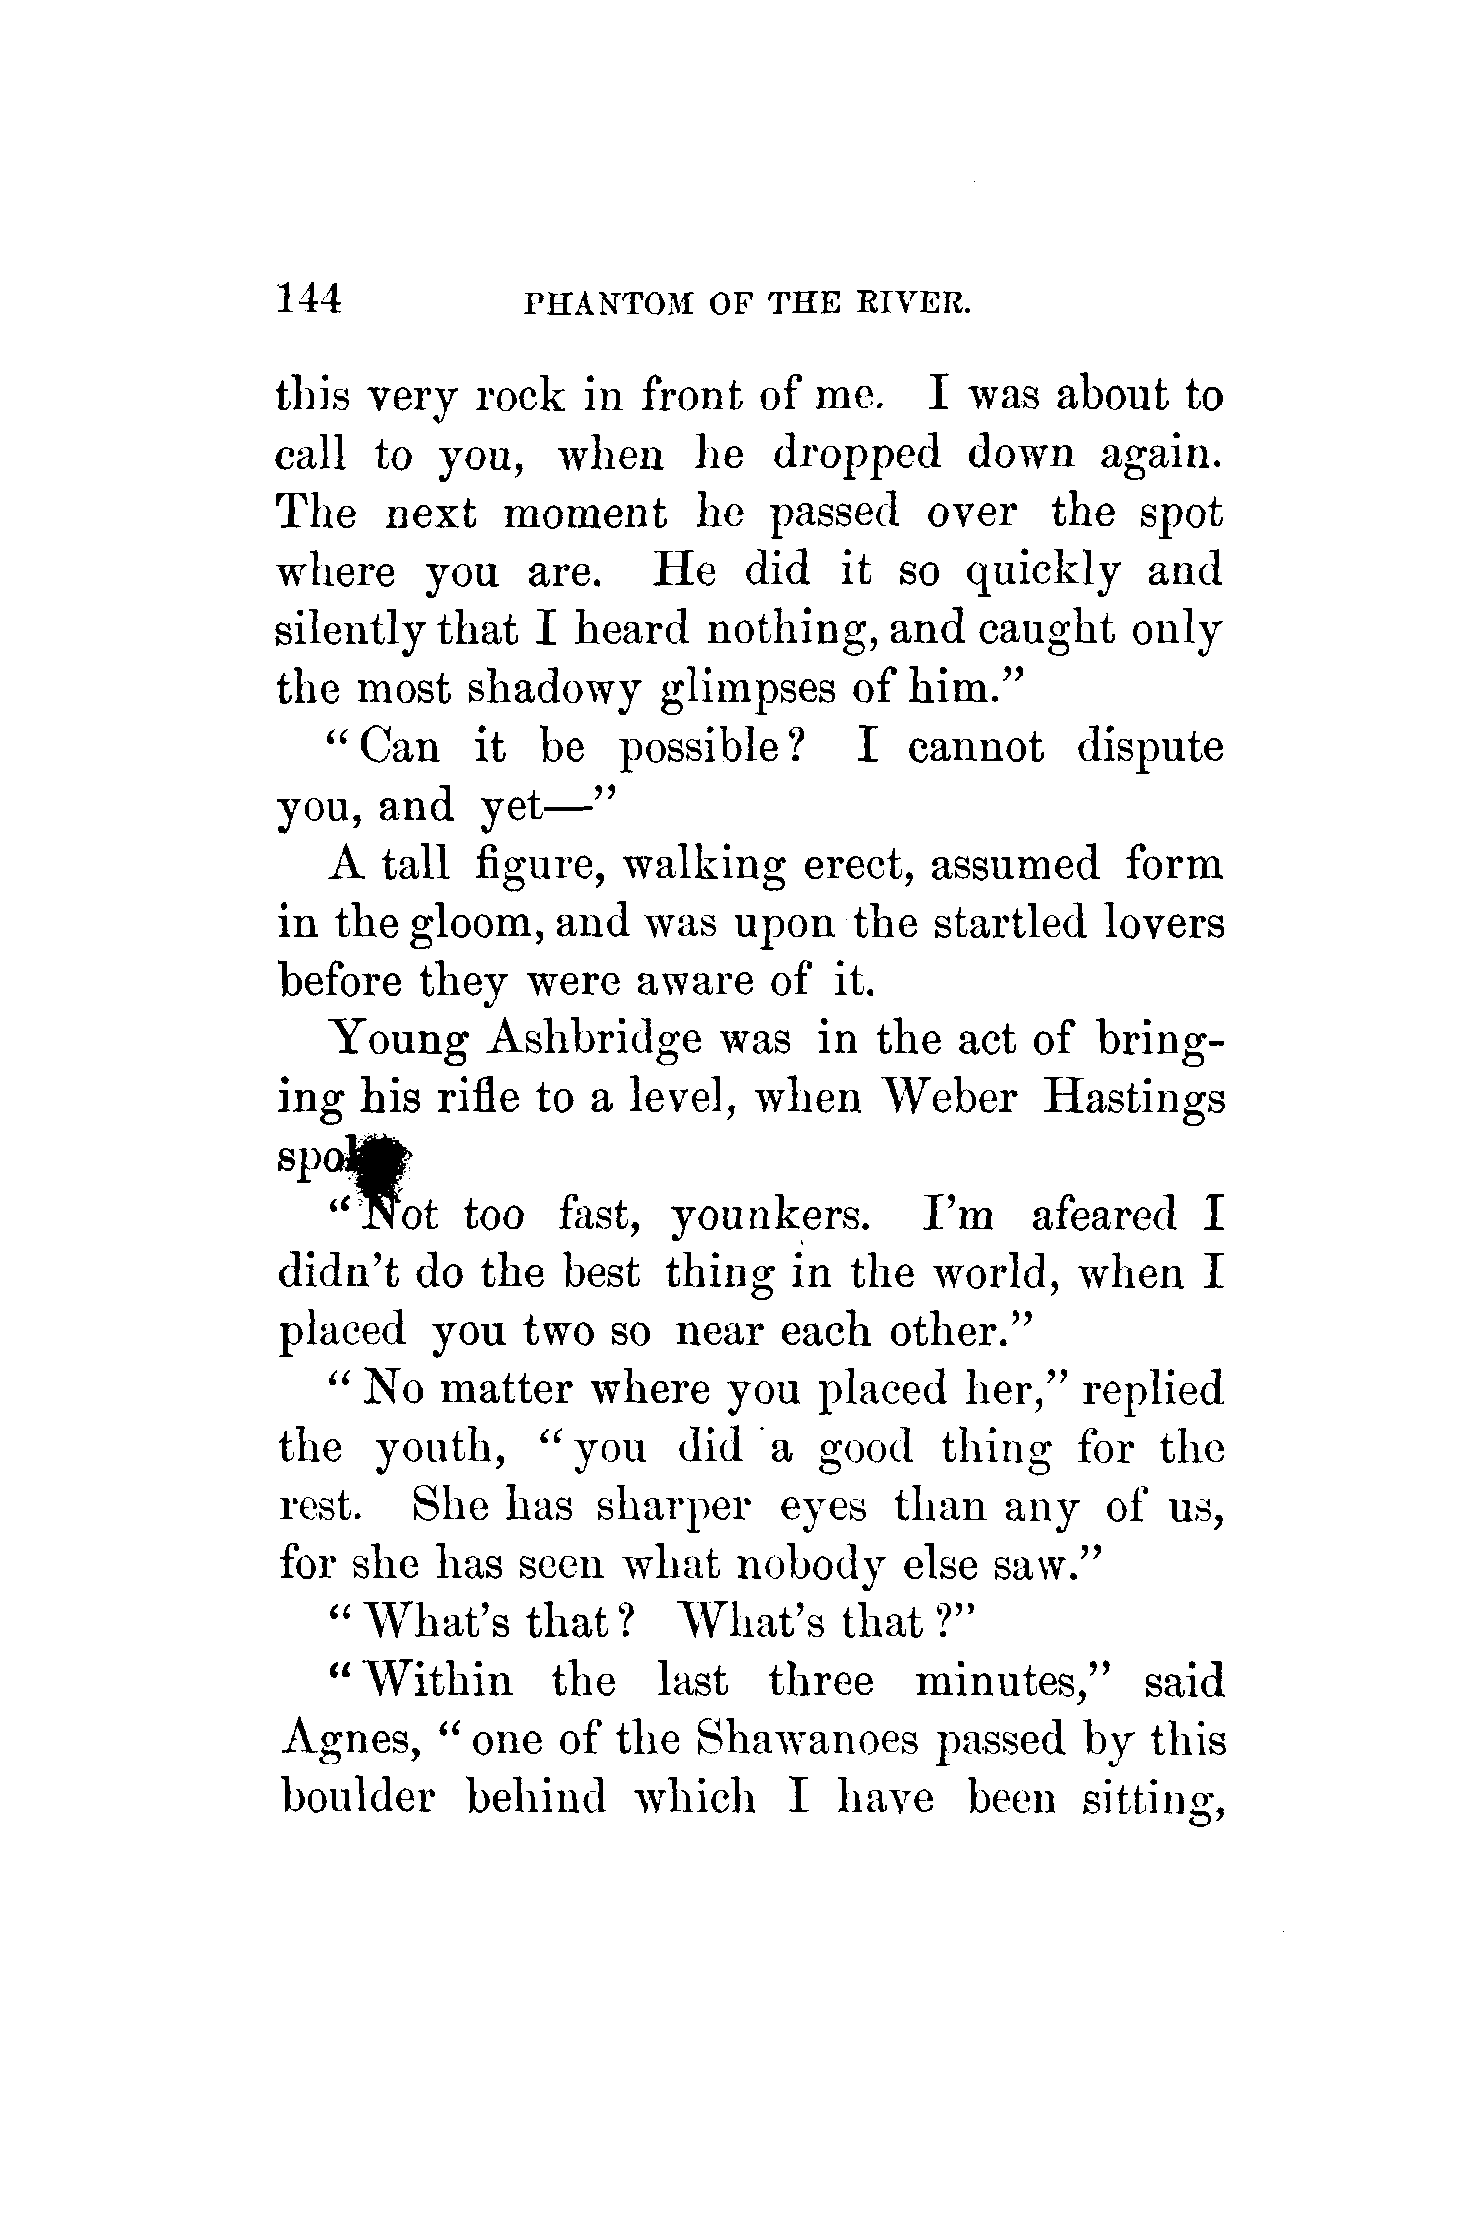 144 PHANTOM OF THE RIVER.
this very rock in front of me. I was about to
call to you, when he dropped down again.
The next moment he passed over the spot
where you are. He did it so quickly and
silently that I heard nothing, and caught only
the most shadowy glimpses of him.”
“Can it be possible? I cannot dispute
you, and yet—”
A tall figure, walking erect, assumed form
in the gloom, and was upon the startled lovers
before they were aware of it.
Young Ashbridge was in the act of bring-
ing his rifle to a level, when Weber Hastings
“Not too fast, younkers. I'm afeared I
didn't do the best thing in the world, when I
placed you two so near each other.”
“No matter where you placed her,” replied
the youth, “you did a good thing for the
rest. She has sharper eyes than any of us,
for she has seen what nobody else saw.”
“What's that? What's that?”
“Within the last three minutes,” said
Agnes, “one of the Shawanoes passed by this
boulder behind which I have been sitting,